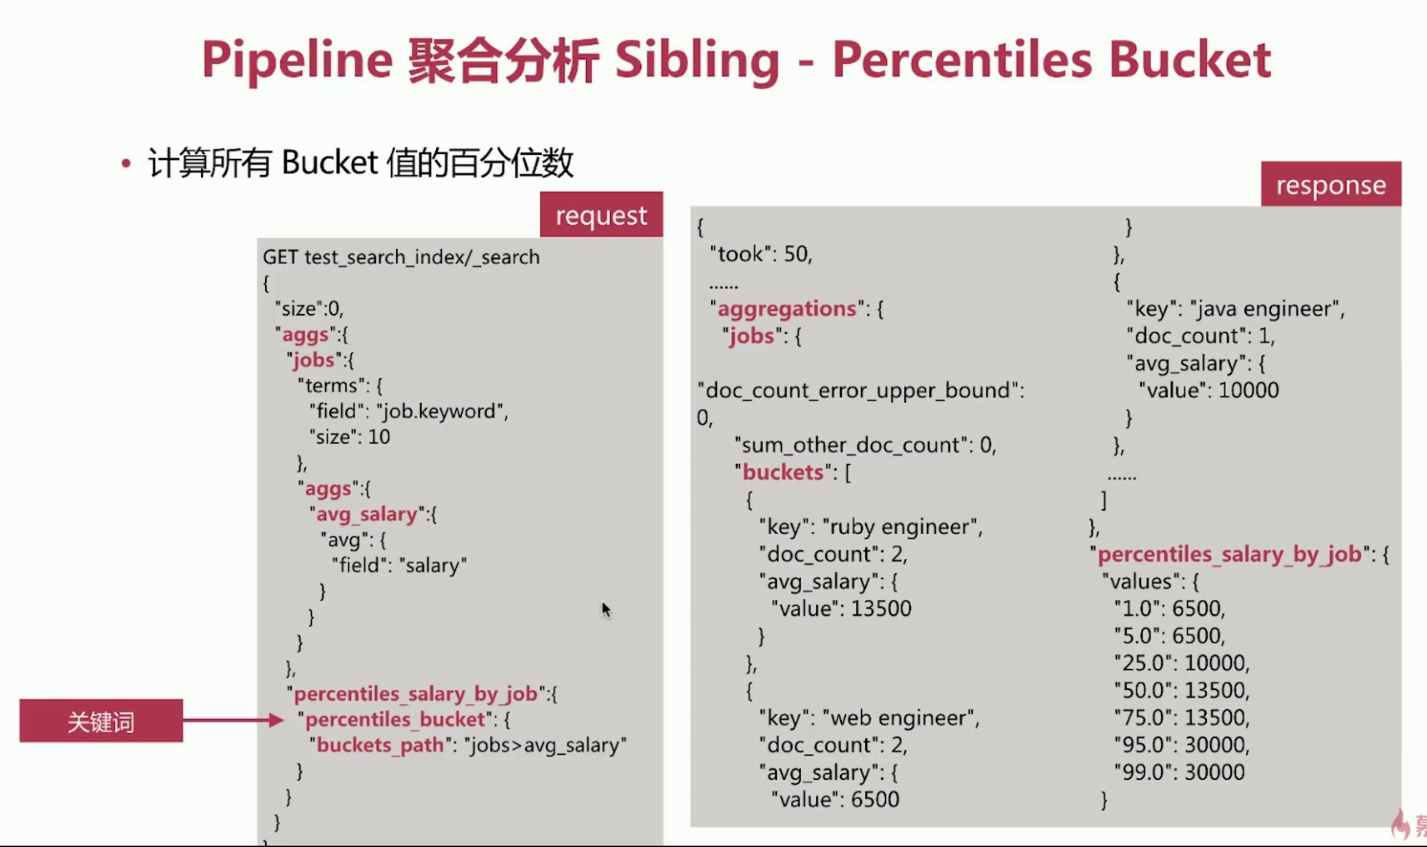 Pipeline 聚合分析 Sibling - Percentiles Bucket
• 计算所有 Bucket 值的百分位数
request
GET test_search_index/_search
{
"size":0,
"aggs":{
"jobs":{
"terms": {
"field": "job.keyword",
"size": 10
},
"aggs":{
"avg_salary":{
"avg": {
"field": "salary"
}
}
}
},
"percentiles_salary_by_job":{
"percentiles_bucket": {
"buckets_path": "jobs>avg_salary"
}
}
}
关键词
response
{
"took": 50,
......
"aggregations": {
"jobs": {
"doc_count_error_upper_bound":
0,
"sum_other_doc_count": 0,
"buckets": [
{
"key": "ruby engineer",
"doc_count": 2,
"avg_salary": {
"value": 13500
}
},
{
"key": "web engineer",
"doc_count": 2,
"avg_salary": {
"value": 6500
}
},
{
"key": "java engineer",
"doc_count": 1,
"avg_salary": {
"value": 10000
}
},
......
]
},
"percentiles_salary_by_job": {
"values": {
"1.0": 6500,
"5.0": 6500,
"25.0": 10000,
"50.0": 13500,
"75.0": 13500,
"95.0": 30000,
"99.0": 30000
}